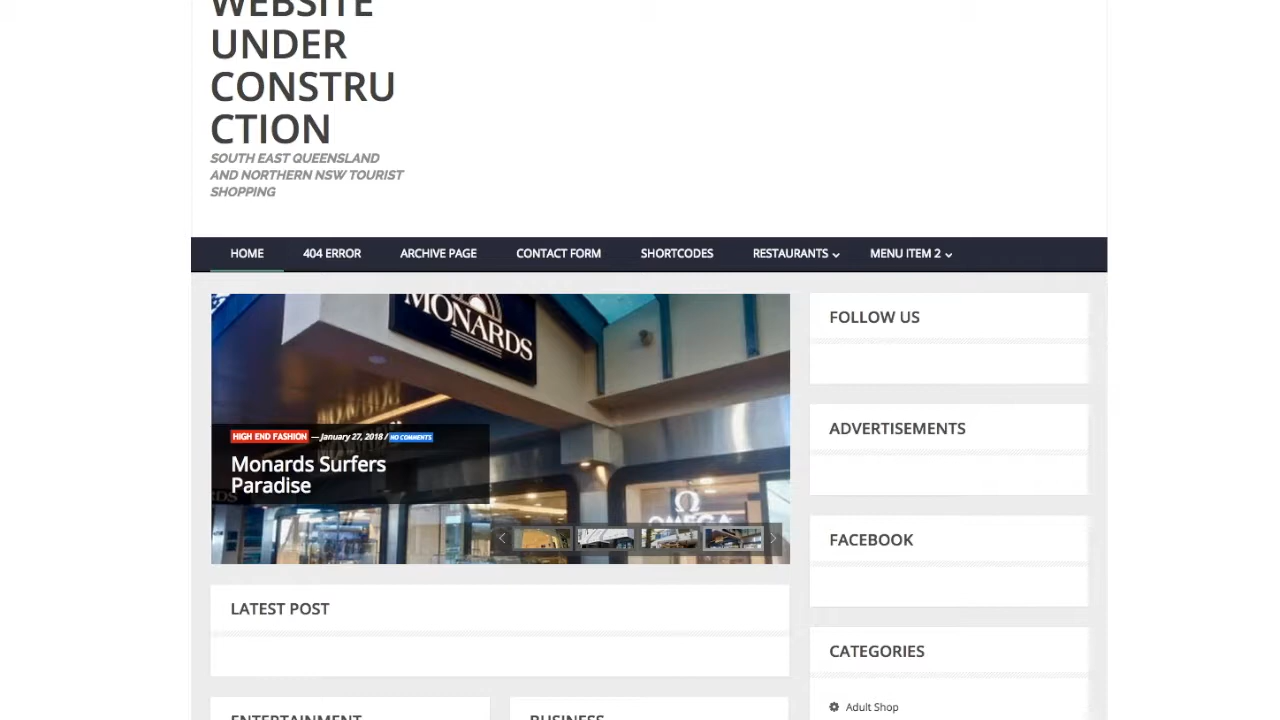 WEBSITE
UNDER
CONSTRU
CTION
SOUTH EAST QUEENSLAND
AND NORTHERN NSW TOURIST
SHOPPING
HOME 404 ERROR ARCHIVE PAGE CONTACT FORM SHORTCODES RESTAURANTS MENU ITEM 2
MONARDS
HIGH END FASHION — January 27, 2018 / NO COMMENTS
Monards Surfers
Paradise
OMEGA
LATEST POST
ENTERTAINMENT
BUSINESS
FOLLOW US
ADVERTISEMENTS
FACEBOOK
CATEGORIES
Adult Shop